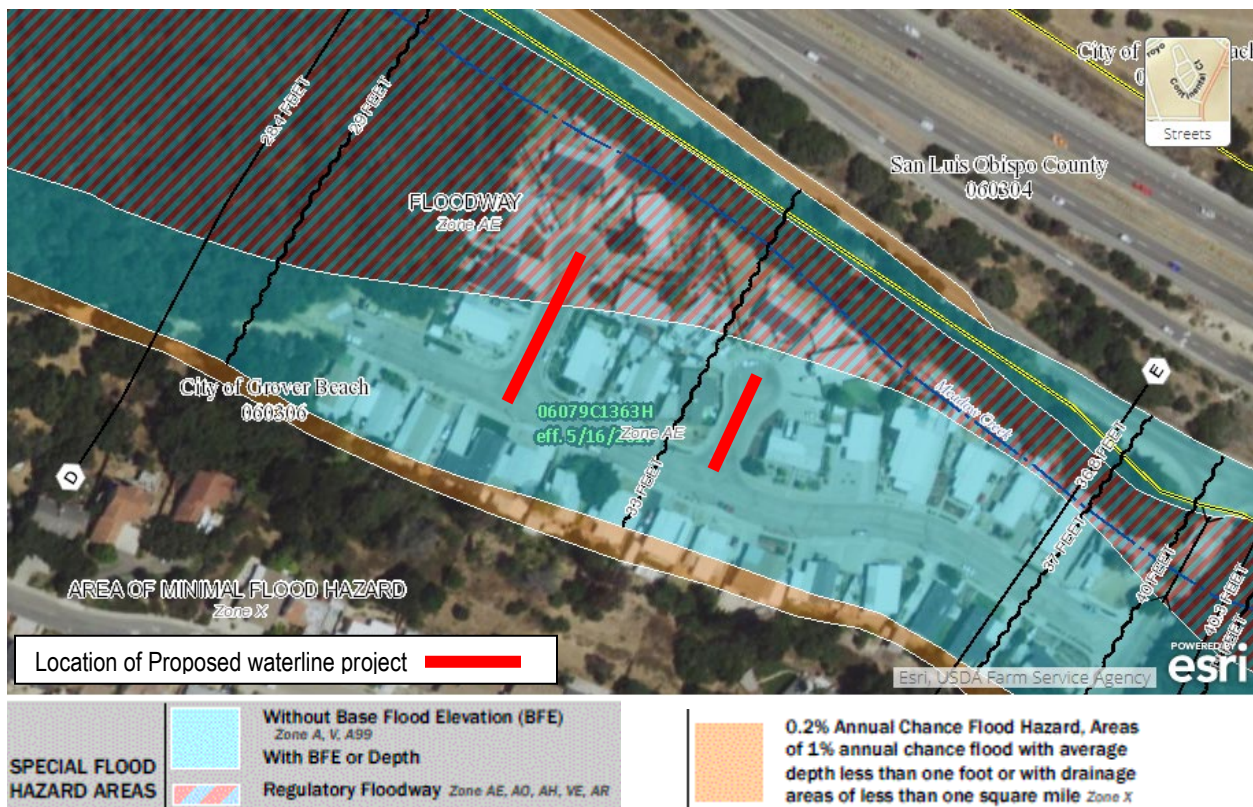 City of
Streets
San Luis Obispo County
060304
28.4 FEET
29 FEET
FLOODWAY
Zone AE
City of Grover Beach
060306
06079C1363H
eff. 5/16/
Zone AE
33 FEET
Meadow Creek
36.8 FEET
37 FEET
40 FEET
40.3 FEET
FEET
D
E
AREA OF MINIMAL FLOOD HAZARD
Zone X
Location of Proposed waterline project
POWERED BY
esri
Esri, USDA Farm Service Agency
SPECIAL FLOOD
HAZARD AREAS
Without Base Flood Elevation (BFE)
Zone A, V, A99
With BFE or Depth
Regulatory Floodway Zone AE, AO, AH, VE, AR
0.2% Annual Chance Flood Hazard, Areas
of 1% annual chance flood with average
depth less than one foot or with drainage
areas of less than one square mile Zone X